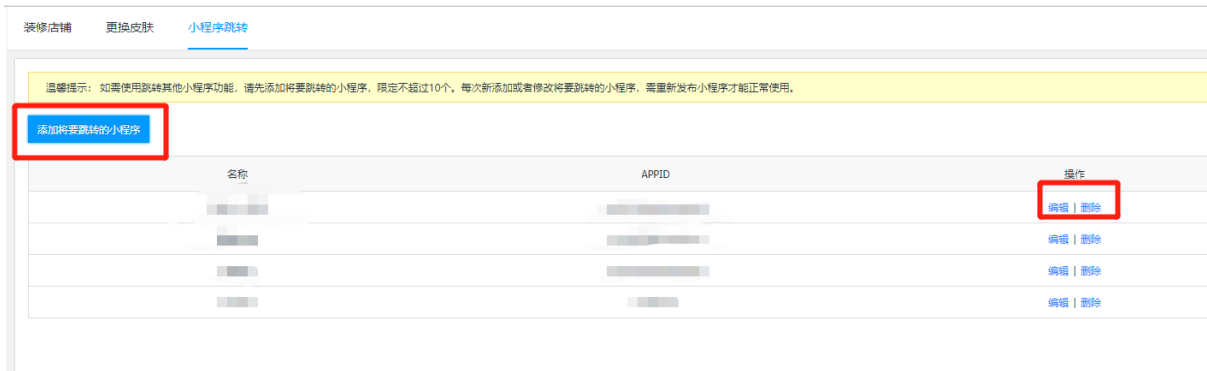 装修店铺 更换皮肤 小程序跳转
温馨提示： 如需使用跳转其他小程序功能，请先添加将要跳转的小程序，限定不超过10个。每次新添加或者修改将要跳转的小程序，需重新发布小程序才能正常使用。
添加将要跳转的小程序
名称 APPID 操作
编辑 | 删除
编辑 | 删除
编辑 | 删除
编辑 | 删除